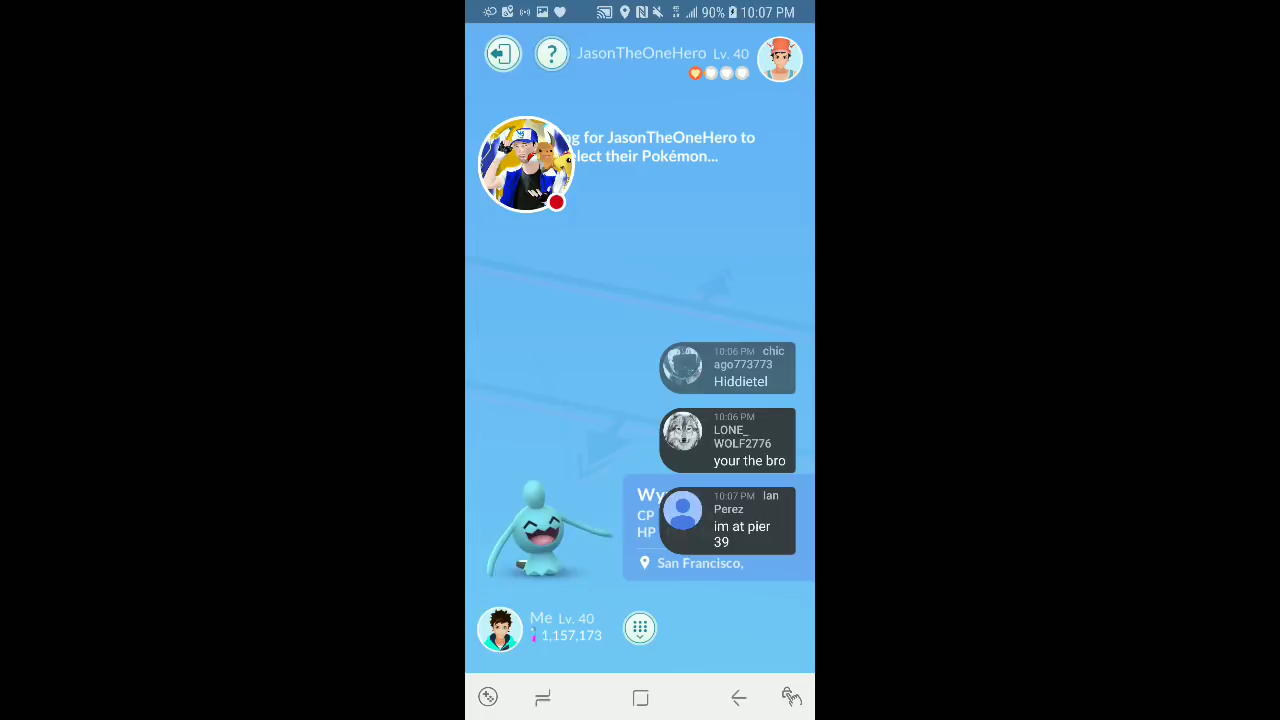 90% 10:07 PM
JasonTheOneHero Lv. 40
for JasonTheOneHero to
their Pokémon...
10:06 PM chic
ago773773
Hiddietel
10:06 PM
LONE_
WOLF2776
your the bro
10:07 PM Ian
Perez
im at pier
39
CP
HP
San Francisco,
Me Lv. 40
1,157,173